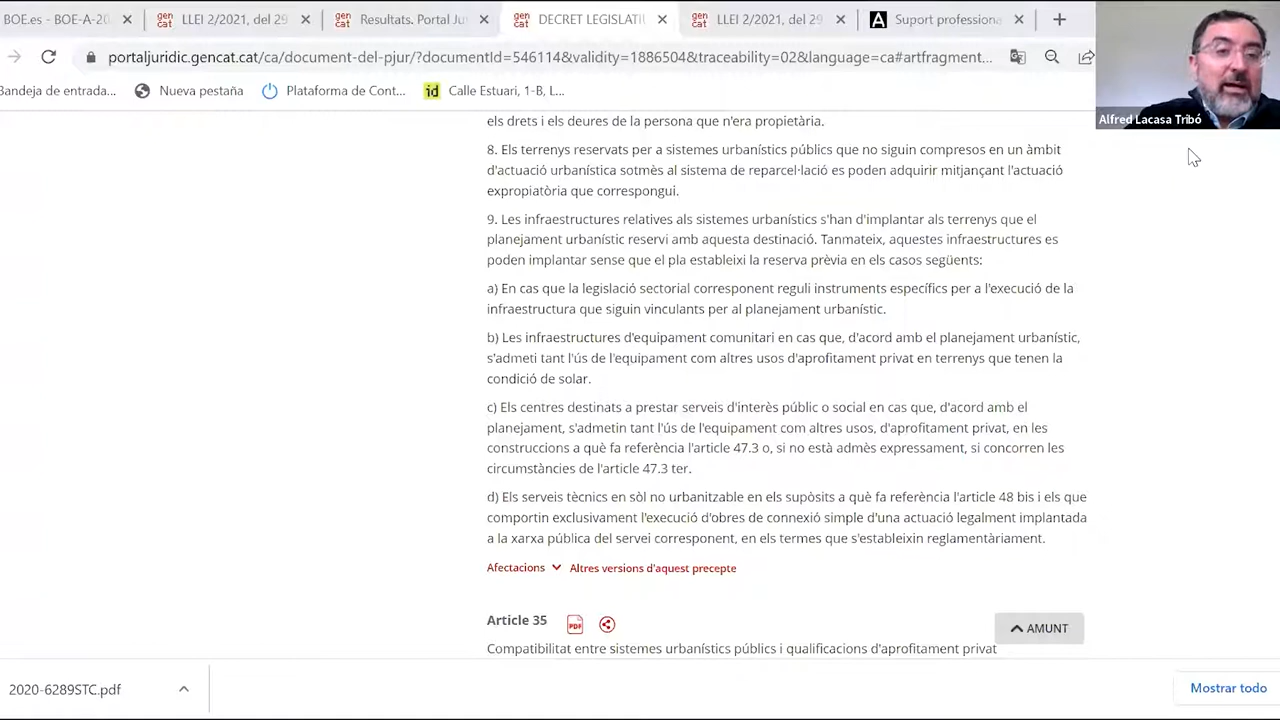 BOE.es - BOE-A-20
LLEI 2/2021, del 29
Resultats. Portal Ju
DECRET LEGISLATI
LLEI 2/2021, del 29
Suport professiona
portaljuridic.gencat.cat/ca/document-del-pjur/?documentId=546114&validity=1886504&traceability=02&language=ca#artfragment...
Bandeja de entrada...
Nueva pestaña
Plataforma de Cont...
Calle Estuari, 1-B, L...
Alfred Lacasa Tribó
els drets i els deures de la persona que n'era propietària.
8. Els terrenys reservats per a sistemes urbanístics públics que no siguin compresos en un àmbit
d'actuació urbanística sotmès al sistema de reparcel·lació es poden adquirir mitjançant l'actuació
expropiatòria que correspongui.
9. Les infraestructures relatives als sistemes urbanístics s'han d'implantar als terrenys que el
planejament urbanístic reservi amb aquesta destinació. Tanmateix, aquestes infraestructures es
poden implantar sense que el pla estableixi la reserva prèvia en els casos següents:
a) En cas que la legislació sectorial corresponent reguli instruments específics per a l'execució de la
infraestructura que siguin vinculants per al planejament urbanístic.
b) Les infraestructures d'equipament comunitari en cas que, d'acord amb el planejament urbanístic,
s'admeti tant l'ús de l'equipament com altres usos d'aprofitament privat en terrenys que tenen la
condició de solar.
c) Els centres destinats a prestar serveis d'interès públic o social en cas que, d'acord amb el
planejament, s'admetin tant l'ús de l'equipament com altres usos, d'aprofitament privat, en les
construccions a què fa referència l'article 47.3 o, si no està admès expressament, si concorren les
circumstàncies de l'article 47.3 ter.
d) Els serveis tècnics en sòl no urbanitzable en els supòsits a què fa referència l'article 48 bis i els que
comportin exclusivament l'execució d'obres de connexió simple d'una actuació legalment implantada
a la xarxa pública del servei corresponent, en els termes que s'estableixin reglamentàriament.
Afectacions
Altres versions d'aquest precepte
Article 35
PDF
AMUNT
Compatibilitat entre sistemes urbanístics públics i qualificacions d'aprofitament privat
2020-6289STC.pdf
Mostrar todo